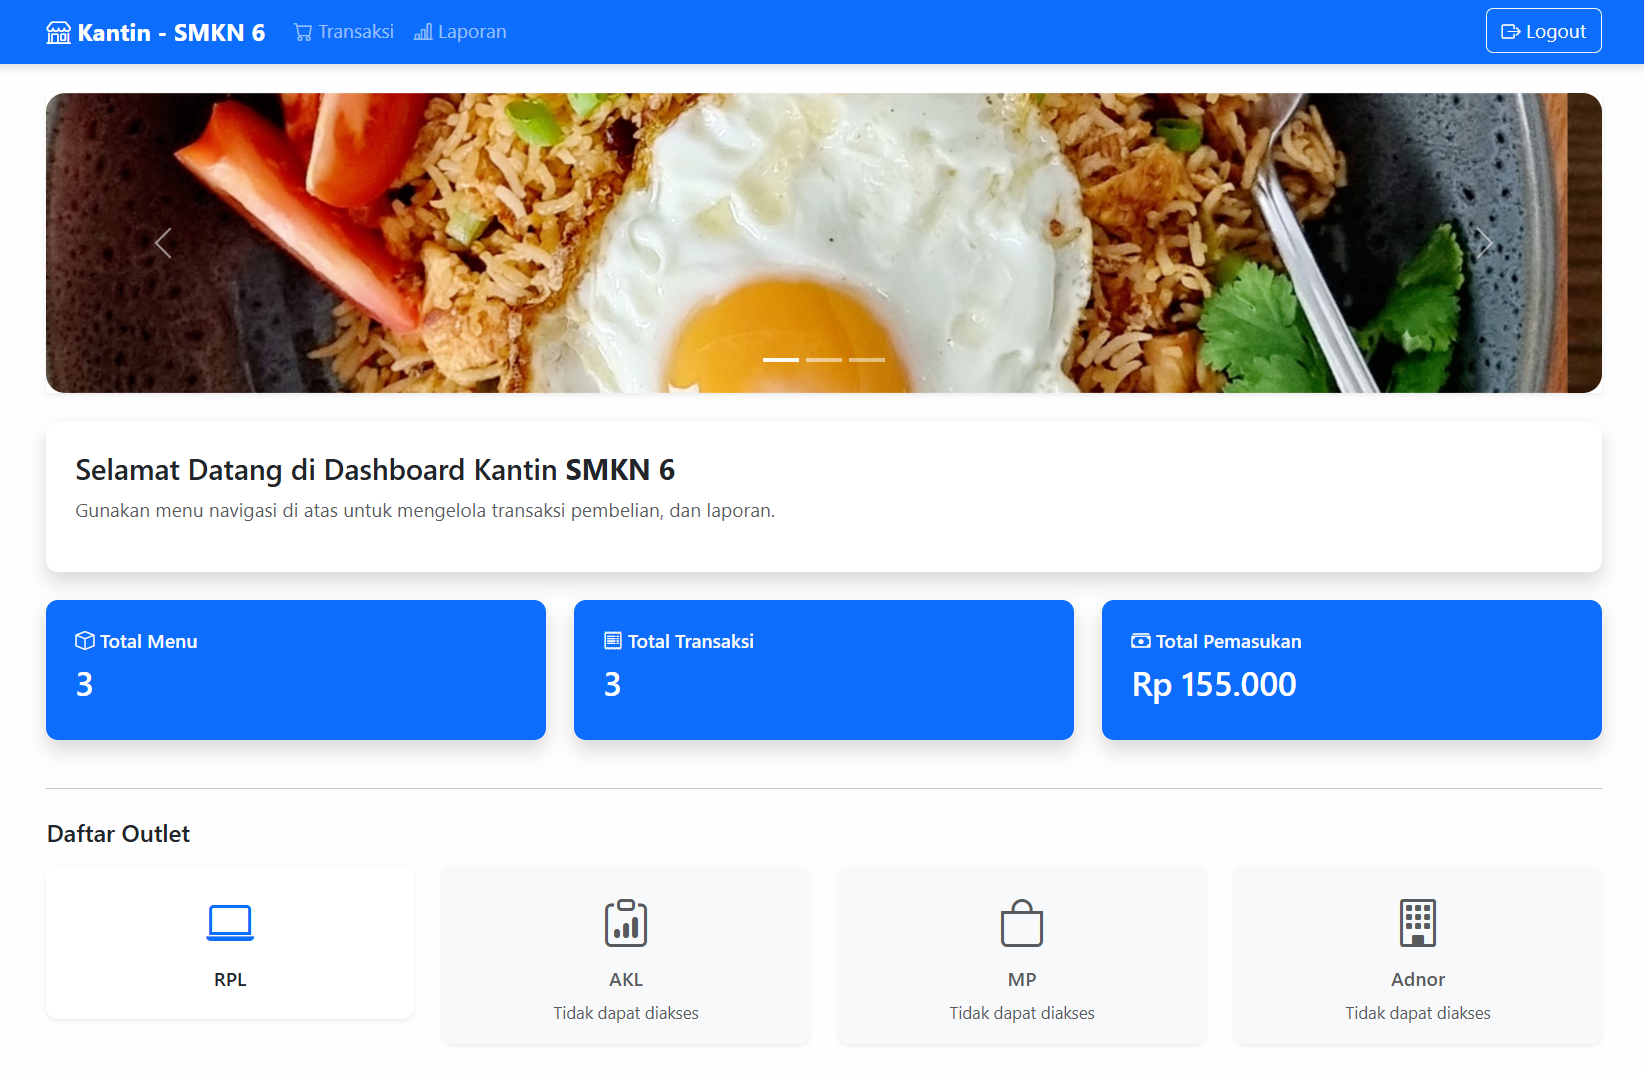 Kantin - SMKN 6 Transaksi Laporan Logout
Selamat Datang di Dashboard Kantin SMKN 6
Gunakan menu navigasi di atas untuk mengelola transaksi pembelian, dan laporan.
Total Menu
3
Total Transaksi
3
Total Pemasukan
Rp 155.000
Daftar Outlet
RPL
AKL
Tidak dapat diakses
MP
Tidak dapat diakses
Adnor
Tidak dapat diakses